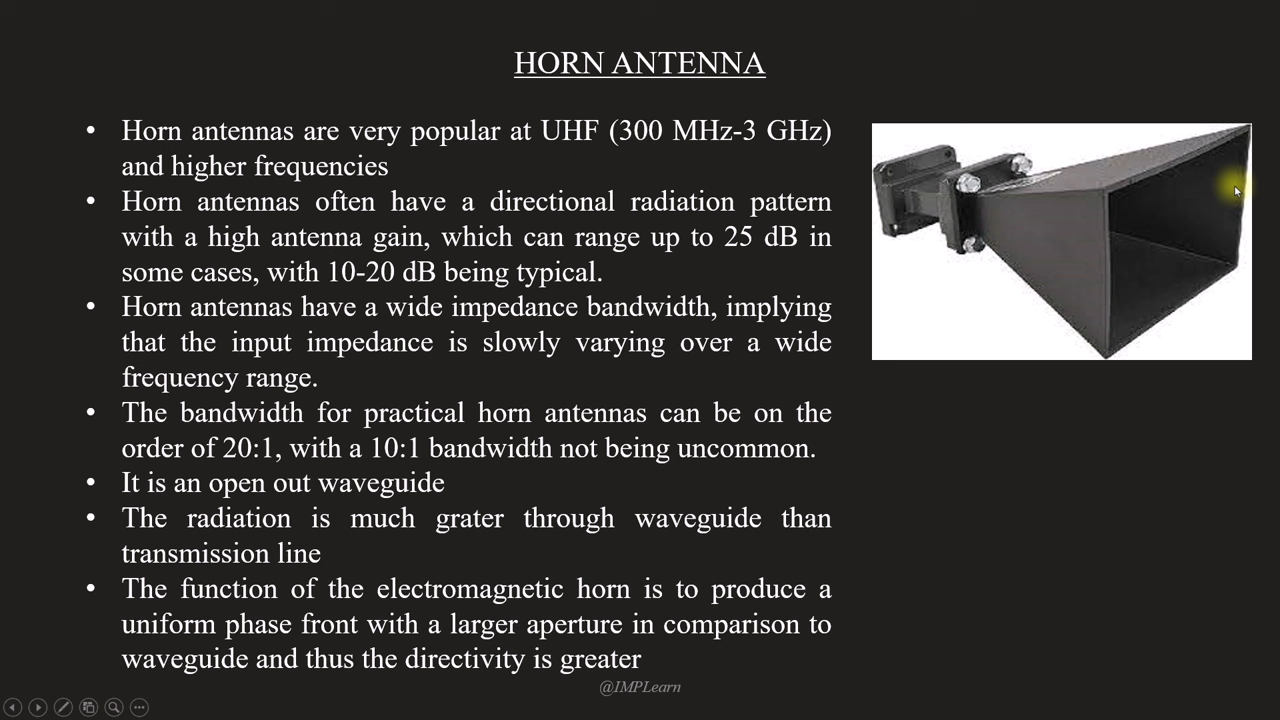 HORN ANTENNA
• Horn antennas are very popular at UHF (300 MHz-3 GHz)
and higher frequencies
• Horn antennas often have a directional radiation pattern
with a high antenna gain, which can range up to 25 dB in
some cases, with 10-20 dB being typical.
• Horn antennas have a wide impedance bandwidth, implying
that the input impedance is slowly varying over a wide
frequency range.
• The bandwidth for practical horn antennas can be on the
order of 20:1, with a 10:1 bandwidth not being uncommon.
• It is an open out waveguide
• The radiation is much grater through waveguide than
transmission line
• The function of the electromagnetic horn is to produce a
uniform phase front with a larger aperture in comparison to
waveguide and thus the directivity is greater
@IMPLearn